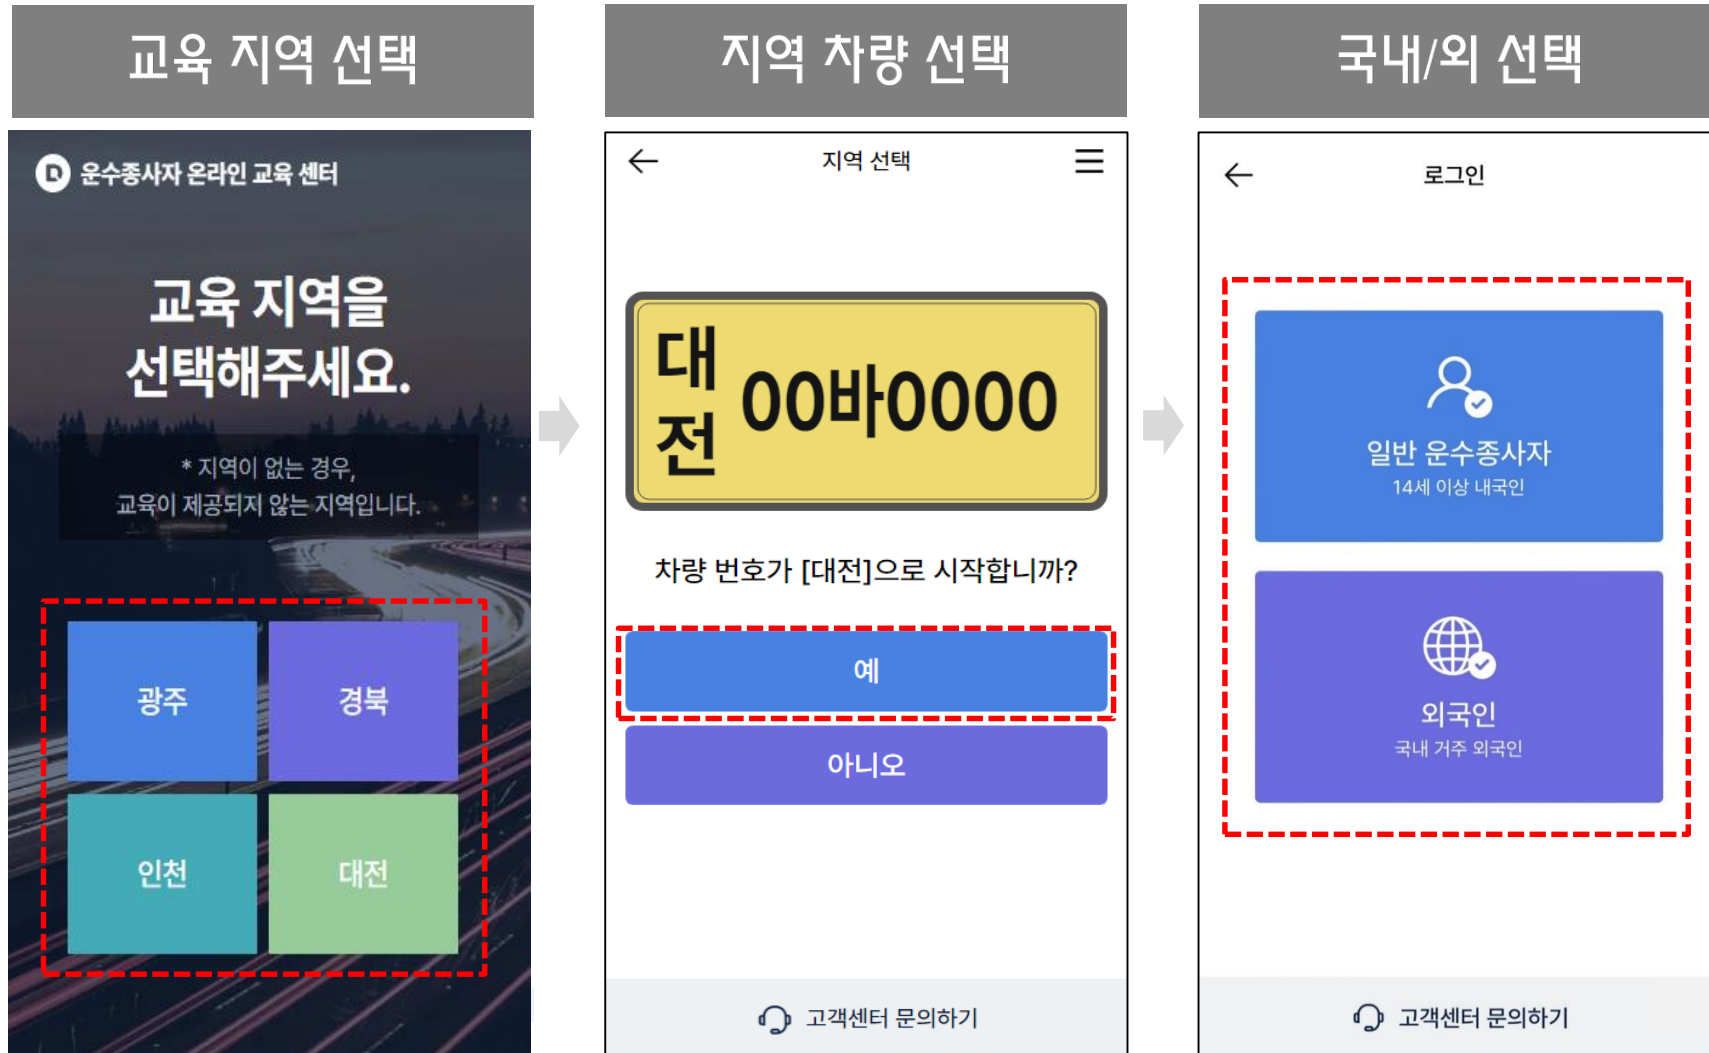 교육 지역 선택
운수종사자 온라인 교육 센터
교육 지역을
선택해주세요.
* 지역이 없는 경우,
교육이 제공되지 않는 지역입니다.
광주
경북
인천
대전
지역 차량 선택
지역 선택
대전
00바0000
차량 번호가 [대전]으로 시작합니까?
예
아니오
고객센터 문의하기
국내/외 선택
로그인
일반 운수종사자
14세 이상 내국인
외국인
국내 거주 외국인
고객센터 문의하기